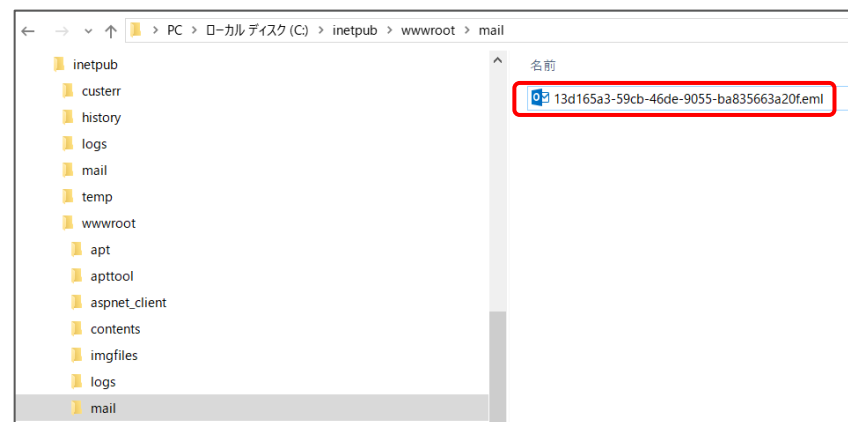 PC > ローカル ディスク (C:) > inetpub > wwwroot > mail
inetpub
custerr
history
logs
mail
temp
wwwroot
apt
apttool
aspnet_client
contents
imgfiles
logs
mail
名前
13d165a3-59cb-46de-9055-ba835663a20f.eml